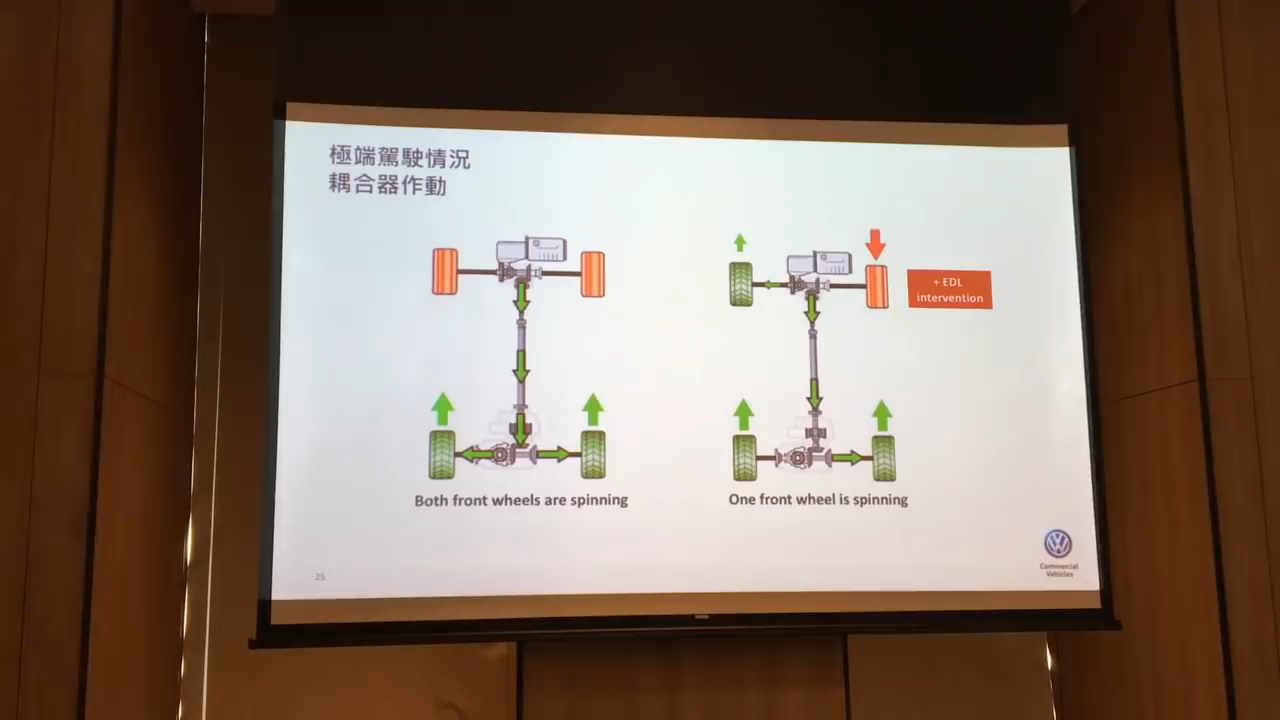 極端駕駛情況
耦合器作動
+ EDL
intervention
Both front wheels are spinning
One front wheel is spinning
25
Commercial
Vehicles